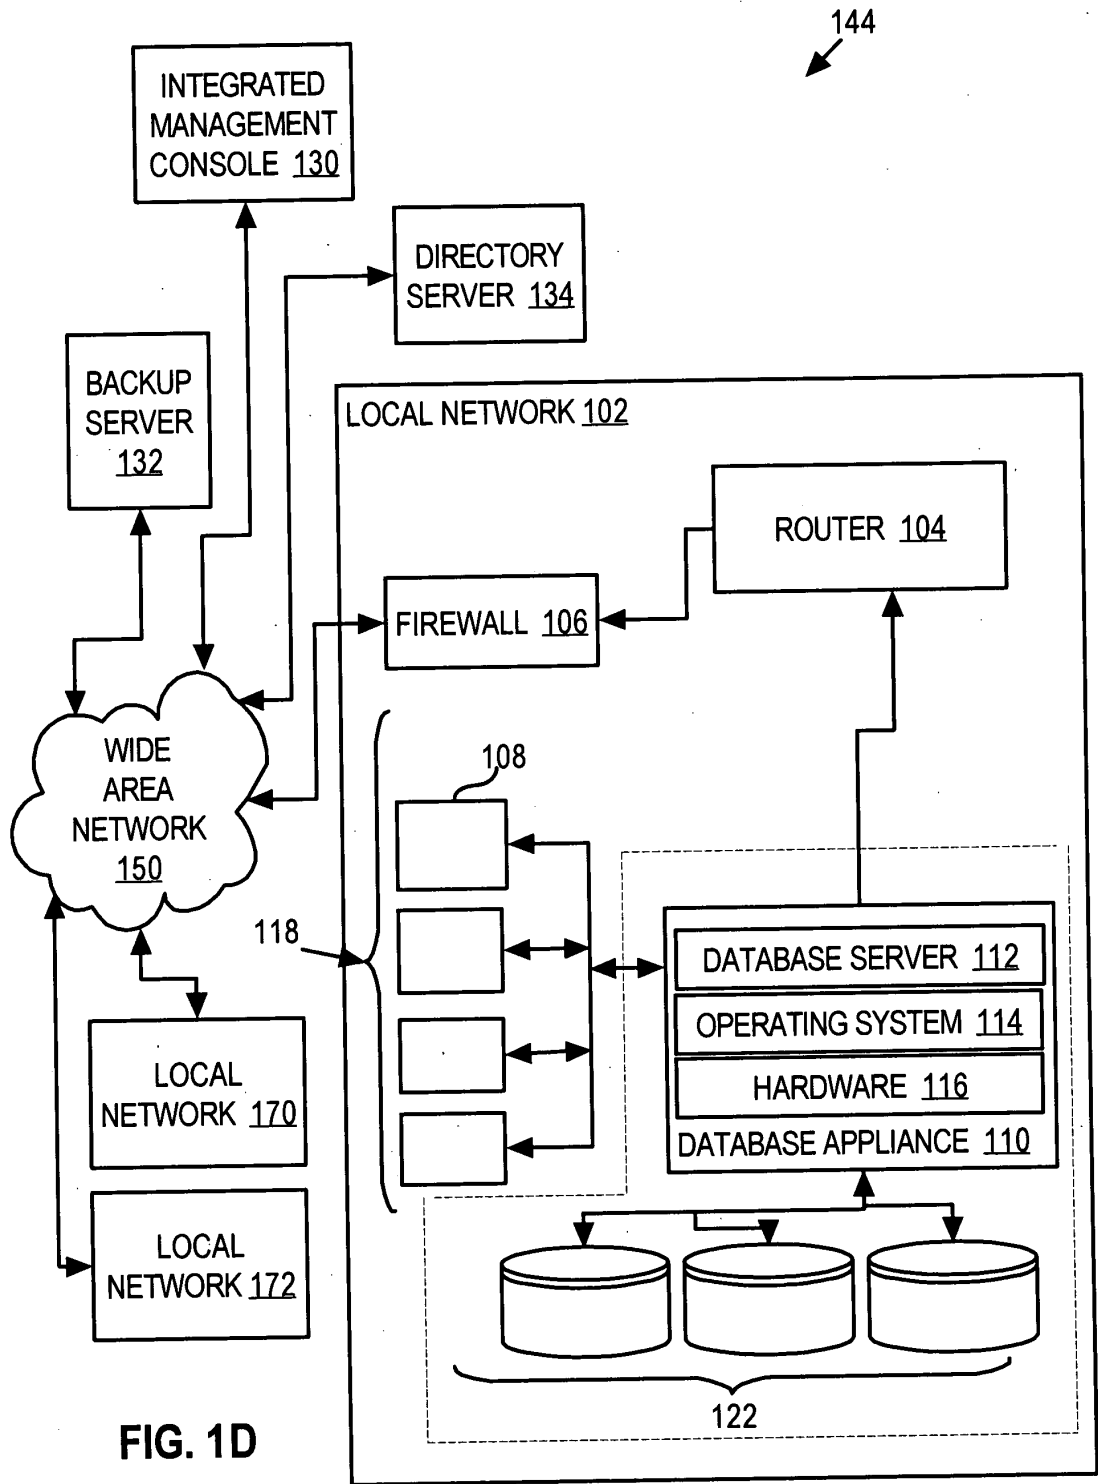 144
INTEGRATED
MANAGEMENT
CONSOLE 130
DIRECTORY
SERVER 134
BACKUP
SERVER
132
LOCAL NETWORK 102
ROUTER 104
FIREWALL 106
WIDE
AREA
NETWORK
150
108
118
DATABASE SERVER 112
OPERATING SYSTEM 114
HARDWARE 116
DATABASE APPLIANCE 110
LOCAL
NETWORK 170
LOCAL
NETWORK 172
122
FIG. 1D